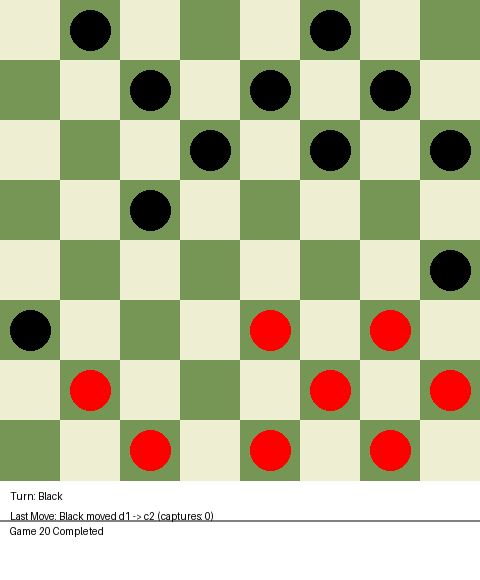 Turn: Black
Last Move: Black moved d1 -> c2 (captures: 0)
Game 20 Completed